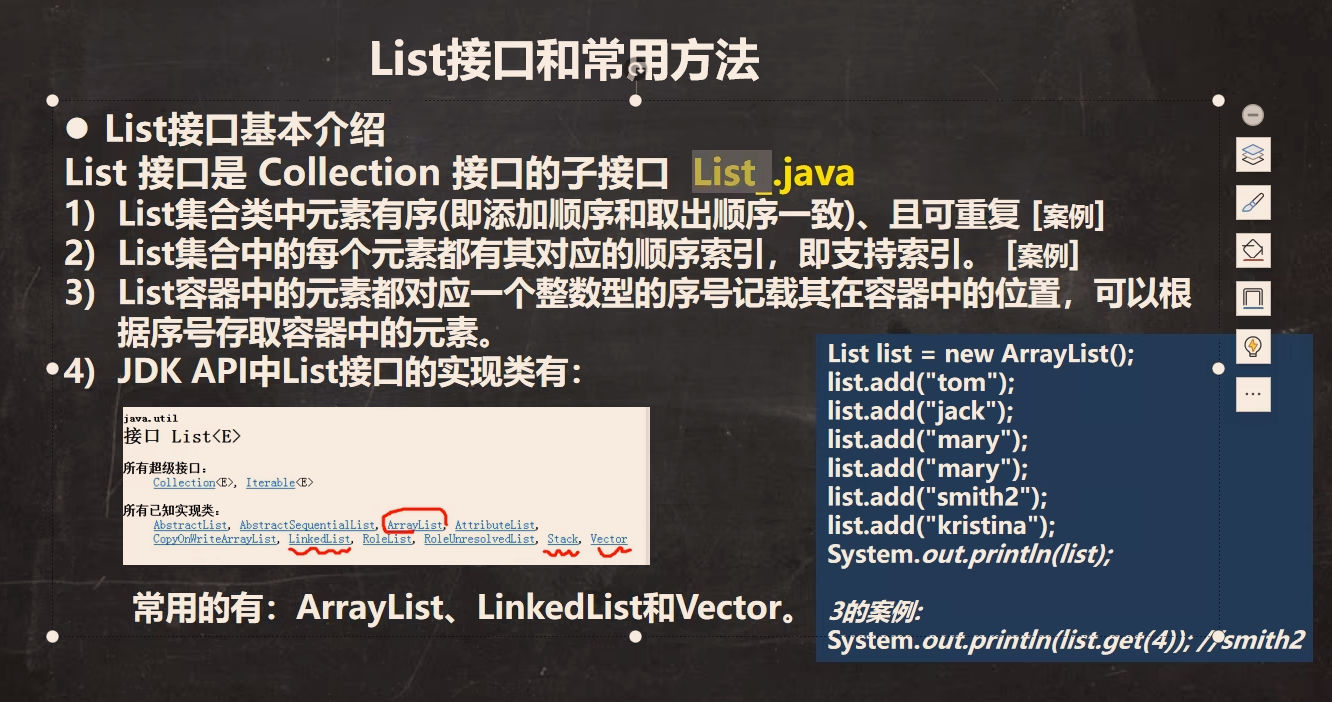 List接口和常用方法
● List接口基本介绍
List 接口是 Collection 接口的子接口 List_.java
1) List集合类中元素有序(即添加顺序和取出顺序一致)、且可重复 [案例]
2) List集合中的每个元素都有其对应的顺序索引，即支持索引。 [案例]
3) List容器中的元素都对应一个整数型的序号记载其在容器中的位置，可以根
据序号存取容器中的元素。
4) JDK API中List接口的实现类有：
java.util
接口 List<E>
所有超级接口：
Collection<E>, Iterable<E>
所有已知实现类：
AbstractList, AbstractSequentialList, ArrayList, AttributeList,
CopyOnWriteArrayList, LinkedList, RoleList, RoleUnresolvedList, Stack, Vector
常用的有：ArrayList、LinkedList和Vector。
List list = new ArrayList();
list.add("tom");
list.add("jack");
list.add("mary");
list.add("mary");
list.add("smith2");
list.add("kristina");
System.out.println(list);
3的案例:
System.out.println(list.get(4)); //smith2